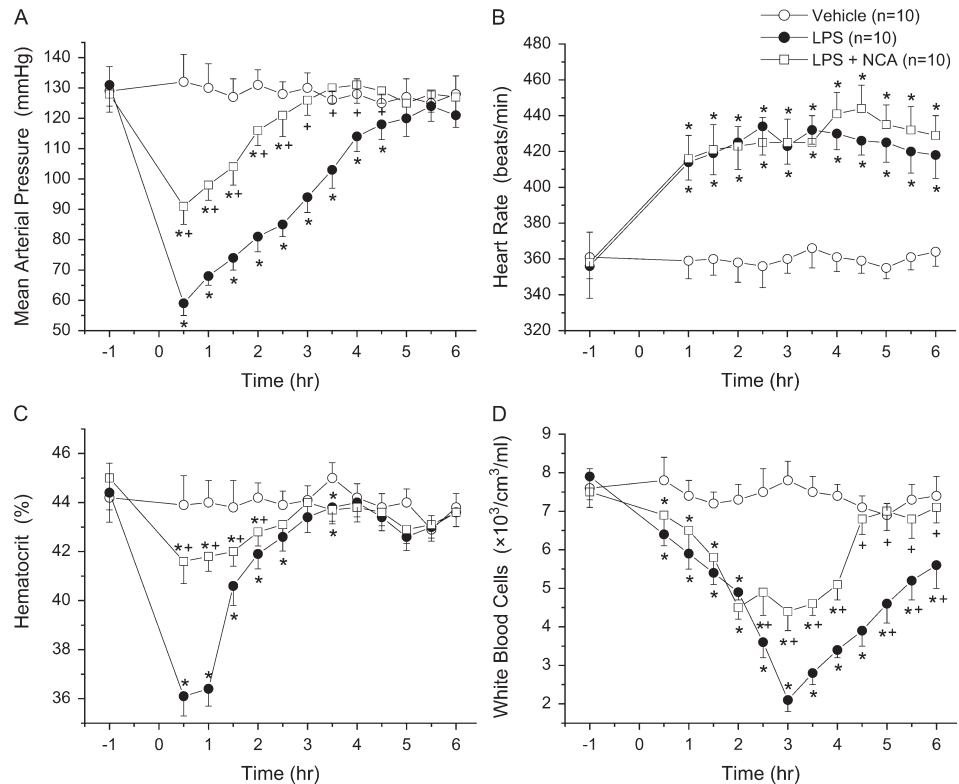 A
B
Vehicle (n=10)
LPS (n=10)
LPS + NCA (n=10)
Mean Arterial Pressure (mmHg)
150
140
130
120
110
100
90
80
70
60
50
-1 0 1 2 3 4 5 6
Time (hr)
Heart Rate (beats/min)
480
460
440
420
400
380
360
340
320
-1 0 1 2 3 4 5 6
Time (hr)
C
D
Hematocrit (%)
46
44
42
40
38
36
-1 0 1 2 3 4 5 6
Time (hr)
White Blood Cells (×10³/cm³/ml)
9
8
7
6
5
4
3
2
-1 0 1 2 3 4 5 6
Time (hr)